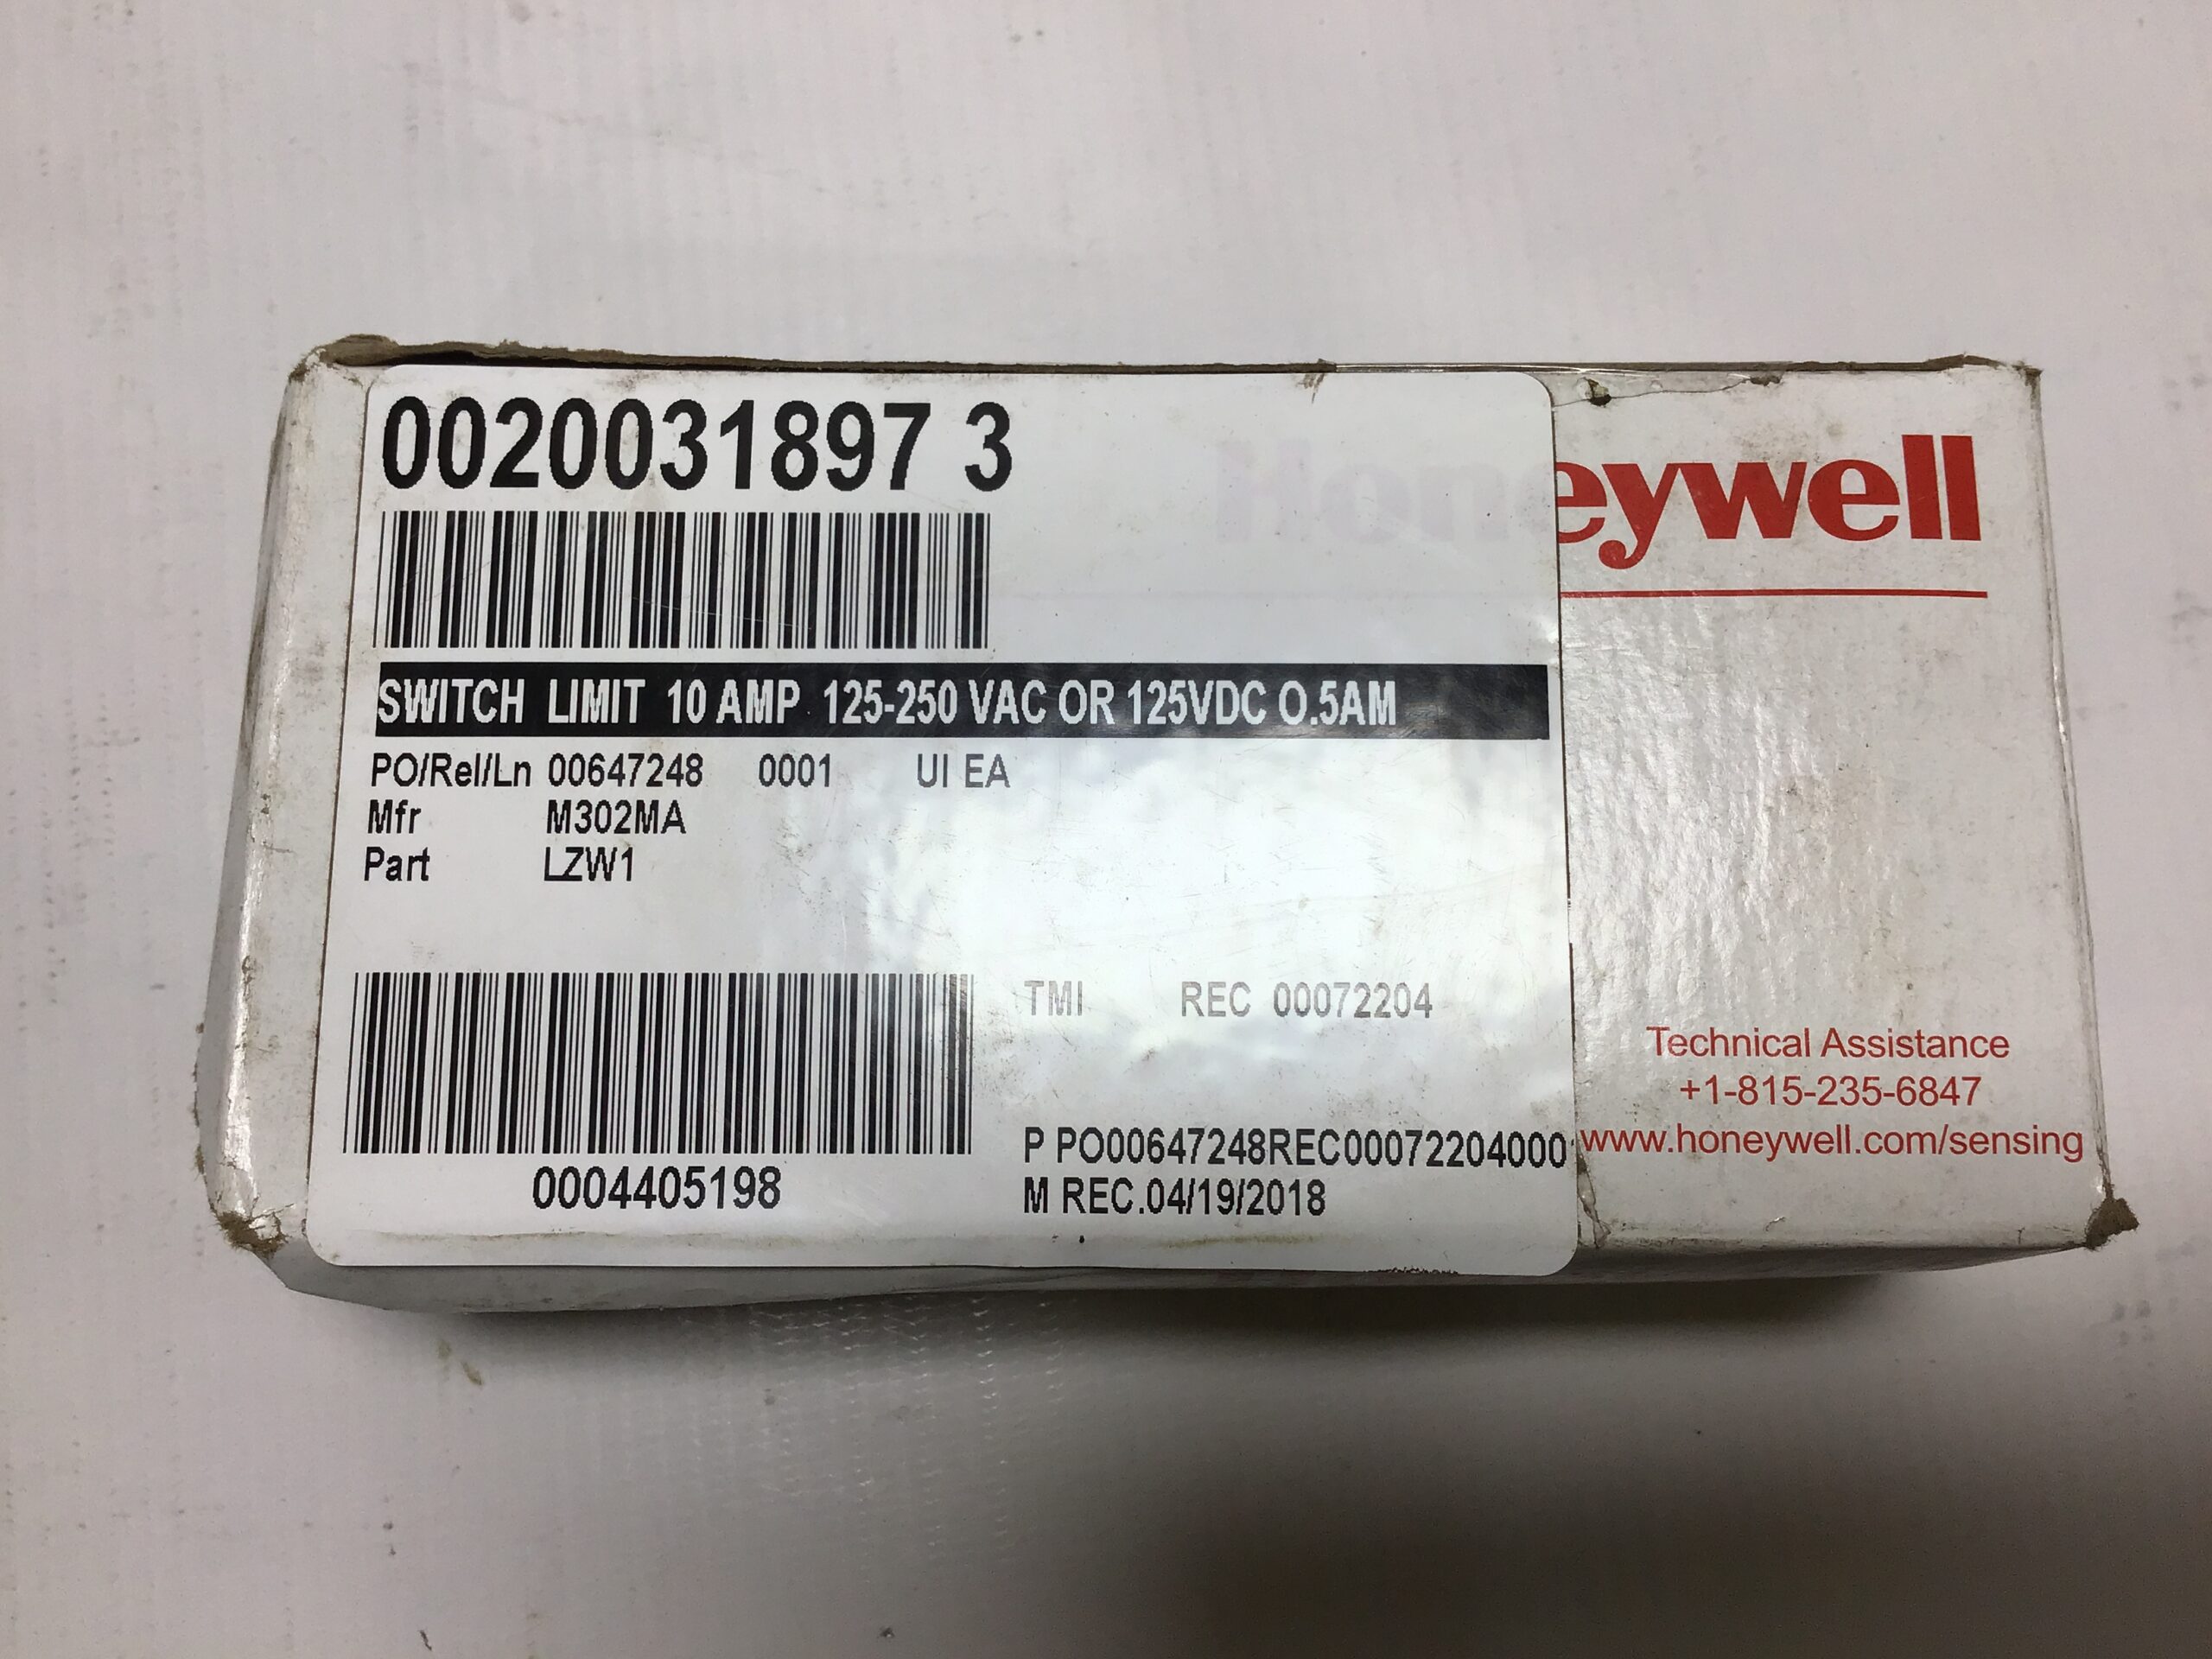 0020031897 3
Honeywell
SWITCH LIMIT 10 AMP 125-250 VAC OR 125VDC O.5AM
PO/Rel/Ln 00647248 0001 UI EA
Mfr M302MA
Part LZW1
TMI REC 00072204
0004405198
P PO00647248REC00072204000
M REC.04/19/2018
Technical Assistance
+1-815-235-6847
www.honeywell.com/sensing